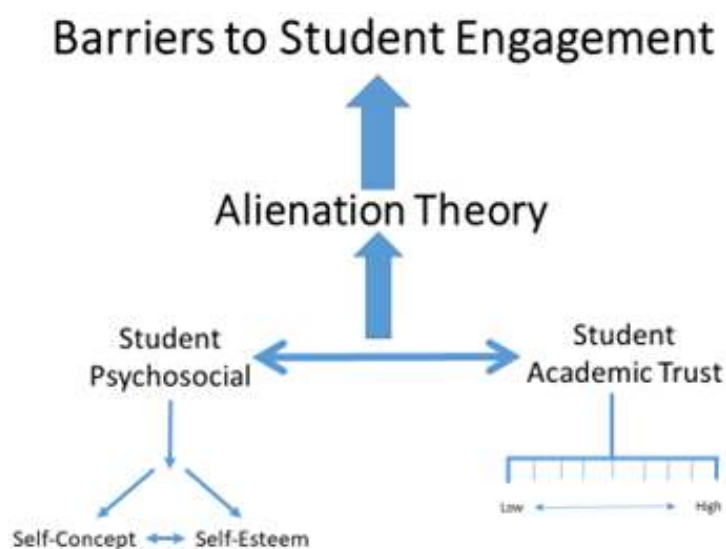 Barriers to Student Engagement
Alienation Theory
Student
Psychosocial
Student
Academic Trust
Low
High
Self-Concept
Self-Esteem